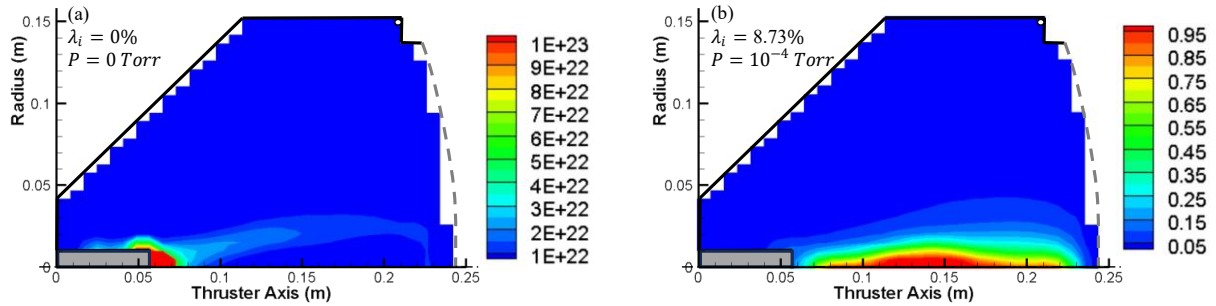 (a)
λᵢ = 0%
P = 0 Torr
0.15
0.1
0.05
0
Radius (m)
0
0.05
0.1
0.15
0.2
0.25
Thruster Axis (m)
1E+23
9E+22
8E+22
7E+22
6E+22
5E+22
4E+22
3E+22
2E+22
1E+22
(b)
λᵢ = 8.73%
P = 10⁻⁴ Torr
0.15
0.1
0.05
0
Radius (m)
0
0.05
0.1
0.15
0.2
0.25
Thruster Axis (m)
0.95
0.85
0.75
0.65
0.55
0.45
0.35
0.25
0.15
0.05